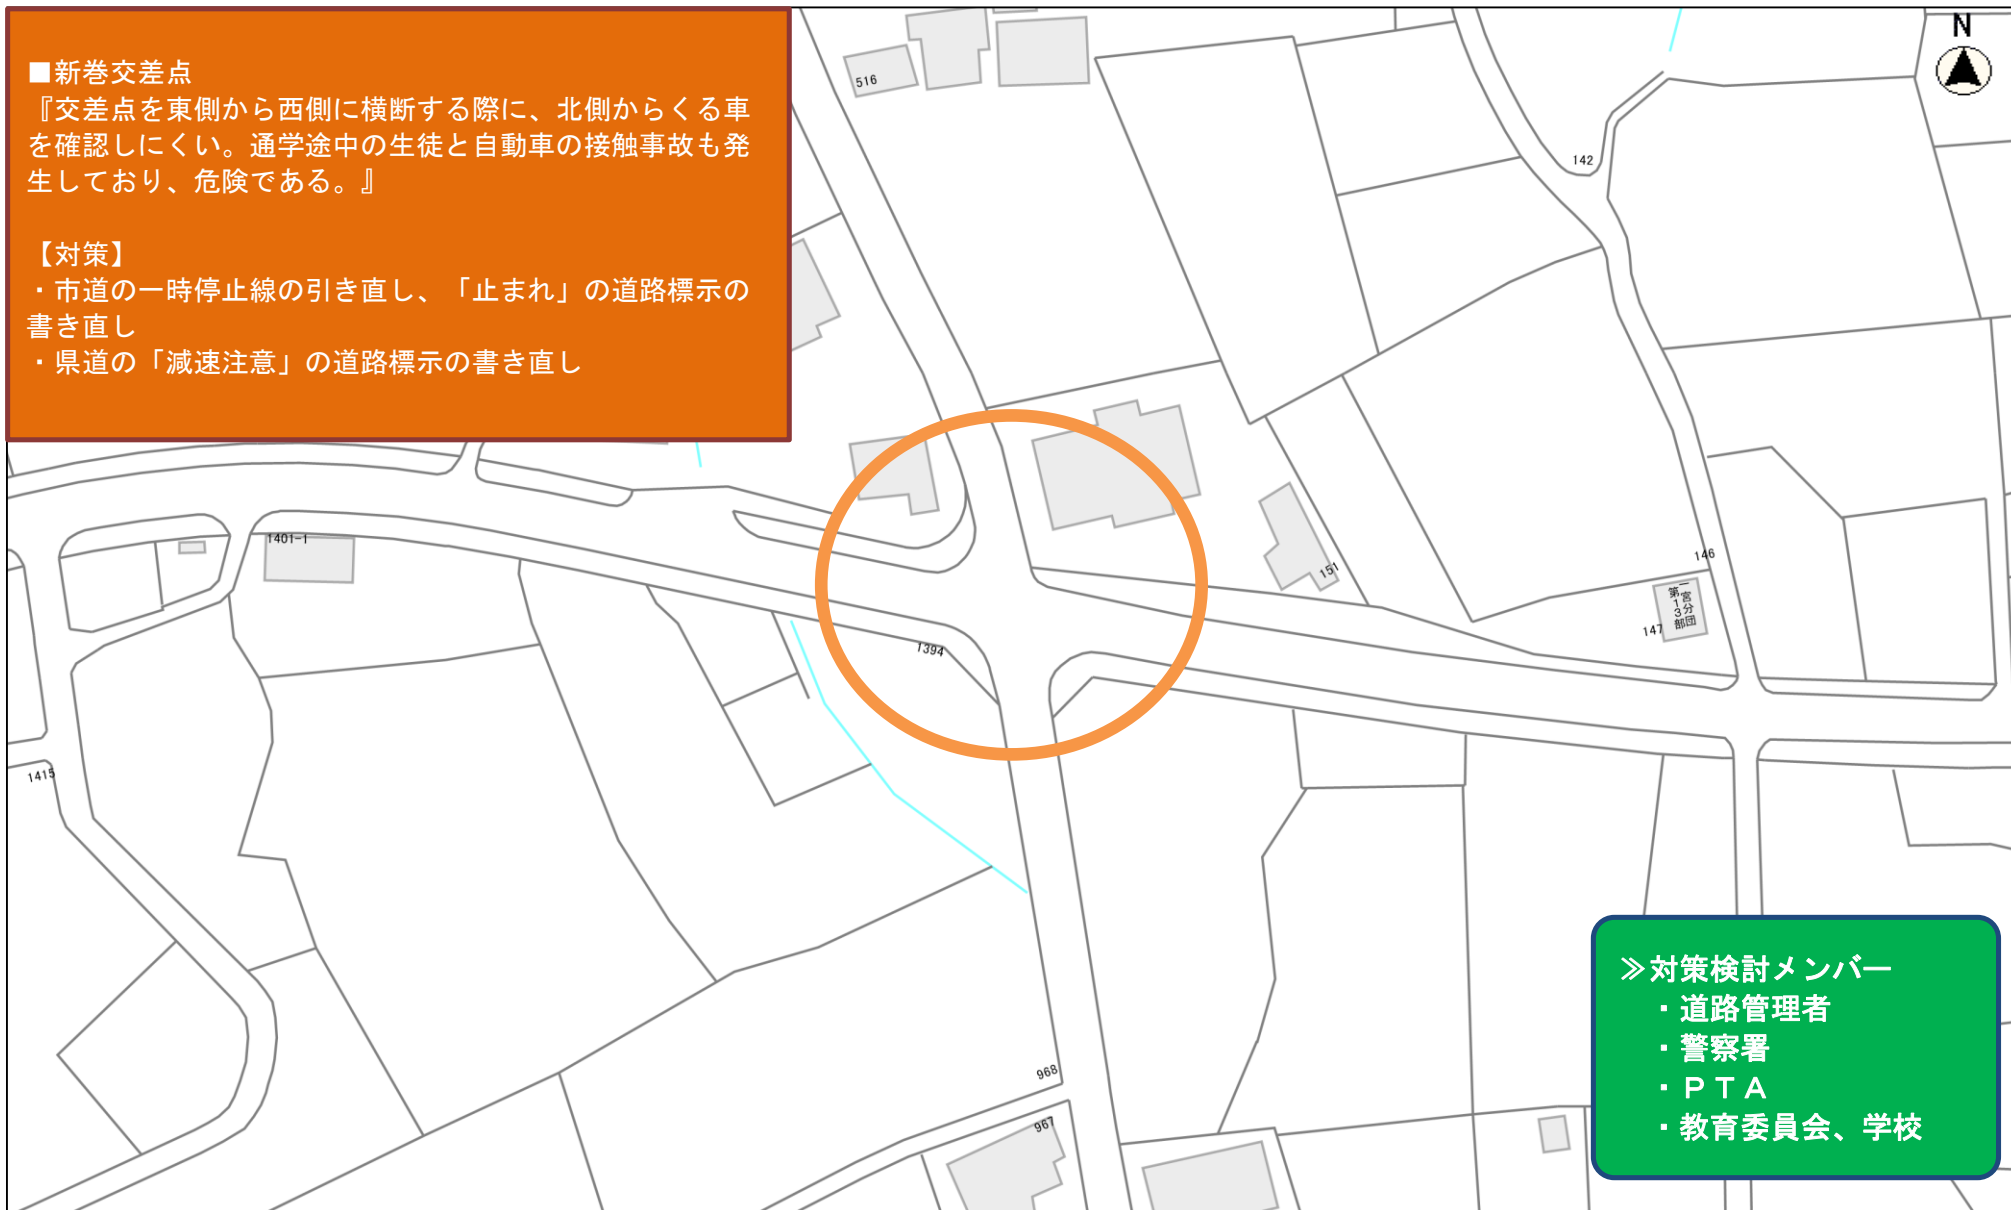 ■新巻交差点
『交差点を東側から西側に横断する際に、北側からくる車
を確認しにくい。通学途中の生徒と自動車の接触事故も発
生しており、危険である。』
【対策】
・市道の一時停止線の引き直し、「止まれ」の道路標示の
書き直し
・県道の「減速注意」の道路標示の書き直し
N
516
142
1401-1
151
146
一宮分団
第13部
147
1394
1415
968
967
≫対策検討メンバー
・道路管理者
・警察署
・ＰＴＡ
・教育委員会、学校